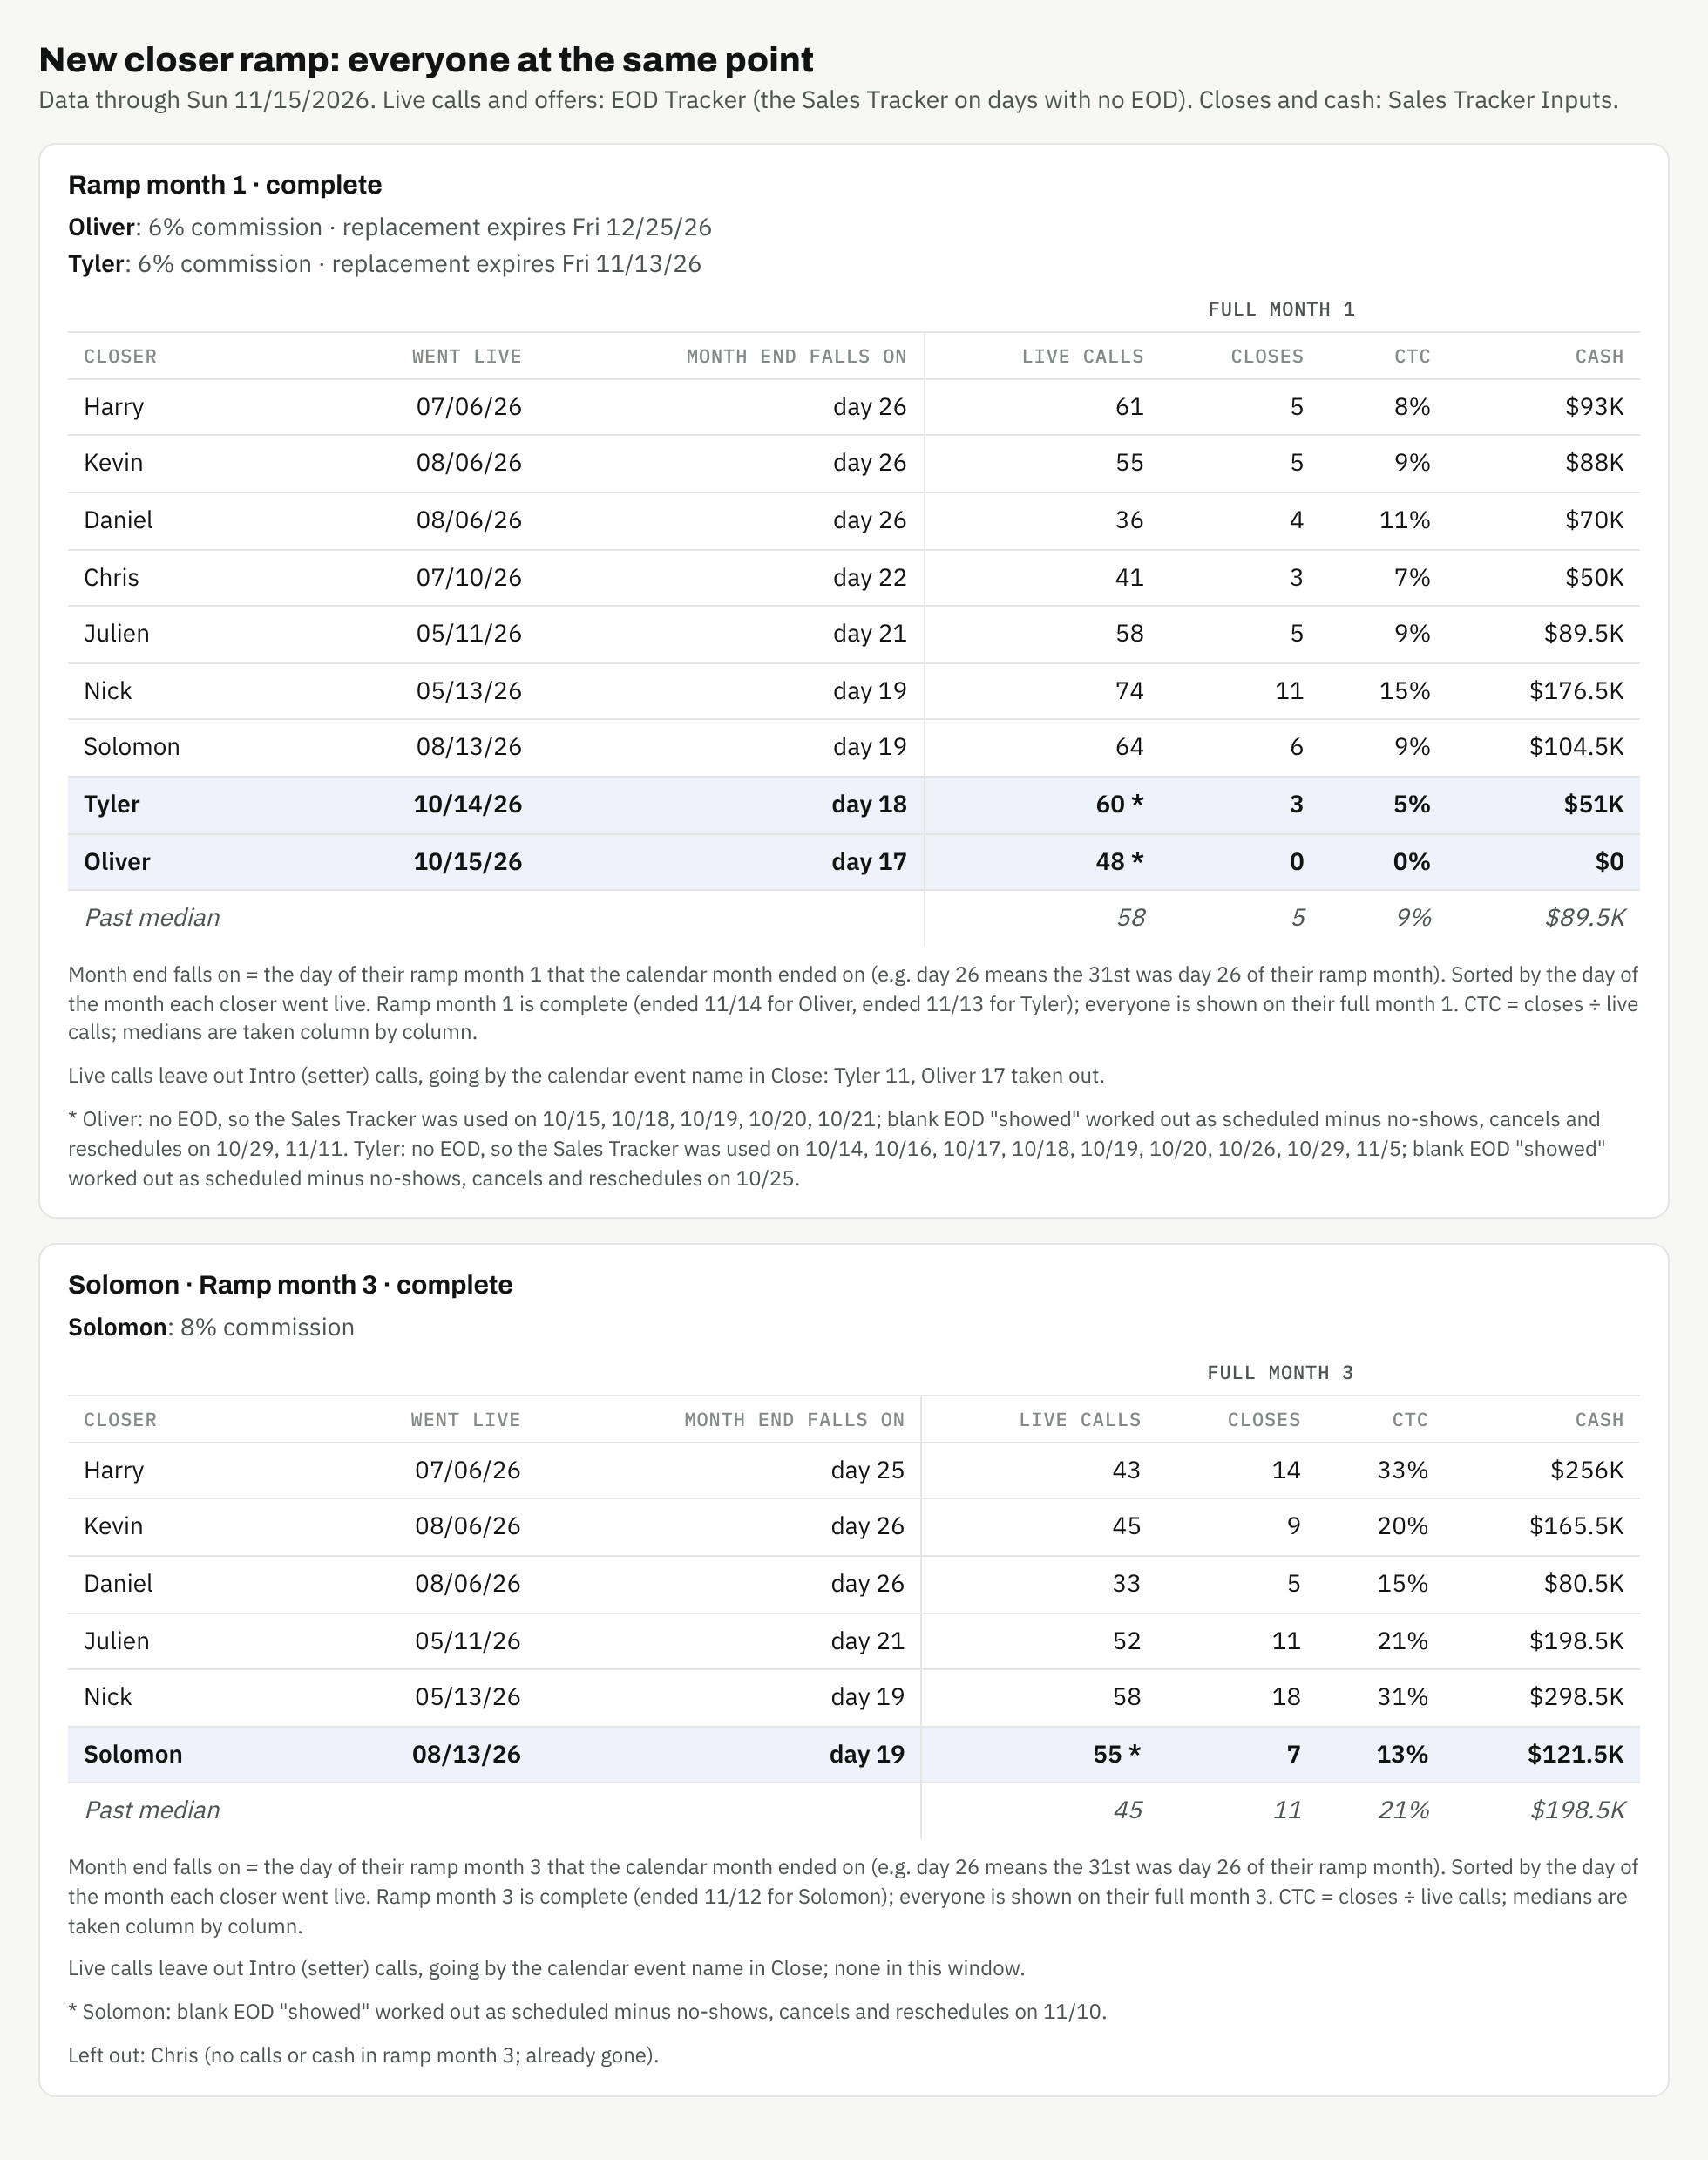 New closer ramp: everyone at the same point
Data through Sun 11/15/2026. Live calls and offers: EOD Tracker (the Sales Tracker on days with no EOD). Closes and cash: Sales Tracker Inputs.
Ramp month 1 · complete
Oliver: 6% commission · replacement expires Fri 12/25/26
Tyler: 6% commission · replacement expires Fri 11/13/26
FULL MONTH 1
CLOSER WENT LIVE MONTH END FALLS ON LIVE CALLS CLOSES CTC CASH
Harry 07/06/26 day 26 61 5 8% $93K
Kevin 08/06/26 day 26 55 5 9% $88K
Daniel 08/06/26 day 26 36 4 11% $70K
Chris 07/10/26 day 22 41 3 7% $50K
Julien 05/11/26 day 21 58 5 9% $89.5K
Nick 05/13/26 day 19 74 11 15% $176.5K
Solomon 08/13/26 day 19 64 6 9% $104.5K
Tyler 10/14/26 day 18 60 * 3 5% $51K
Oliver 10/15/26 day 17 48 * 0 0% $0
Past median 58 5 9% $89.5K
Month end falls on = the day of their ramp month 1 that the calendar month ended on (e.g. day 26 means the 31st was day 26 of their ramp month). Sorted by the day of
the month each closer went live. Ramp month 1 is complete (ended 11/14 for Oliver, ended 11/13 for Tyler); everyone is shown on their full month 1. CTC = closes ÷ live
calls; medians are taken column by column.
Live calls leave out Intro (setter) calls, going by the calendar event name in Close: Tyler 11, Oliver 17 taken out.
* Oliver: no EOD, so the Sales Tracker was used on 10/15, 10/18, 10/19, 10/20, 10/21; blank EOD "showed" worked out as scheduled minus no-shows, cancels and
reschedules on 10/29, 11/11. Tyler: no EOD, so the Sales Tracker was used on 10/14, 10/16, 10/17, 10/18, 10/19, 10/20, 10/26, 10/29, 11/5; blank EOD "showed"
worked out as scheduled minus no-shows, cancels and reschedules on 10/25.
Solomon · Ramp month 3 · complete
Solomon: 8% commission
FULL MONTH 3
CLOSER WENT LIVE MONTH END FALLS ON LIVE CALLS CLOSES CTC CASH
Harry 07/06/26 day 25 43 14 33% $256K
Kevin 08/06/26 day 26 45 9 20% $165.5K
Daniel 08/06/26 day 26 33 5 15% $80.5K
Julien 05/11/26 day 21 52 11 21% $198.5K
Nick 05/13/26 day 19 58 18 31% $298.5K
Solomon 08/13/26 day 19 55 * 7 13% $121.5K
Past median 45 11 21% $198.5K
Month end falls on = the day of their ramp month 3 that the calendar month ended on (e.g. day 26 means the 31st was day 26 of their ramp month). Sorted by the day of
the month each closer went live. Ramp month 3 is complete (ended 11/12 for Solomon); everyone is shown on their full month 3. CTC = closes ÷ live calls; medians are
taken column by column.
Live calls leave out Intro (setter) calls, going by the calendar event name in Close; none in this window.
* Solomon: blank EOD "showed" worked out as scheduled minus no-shows, cancels and reschedules on 11/10.
Left out: Chris (no calls or cash in ramp month 3; already gone).